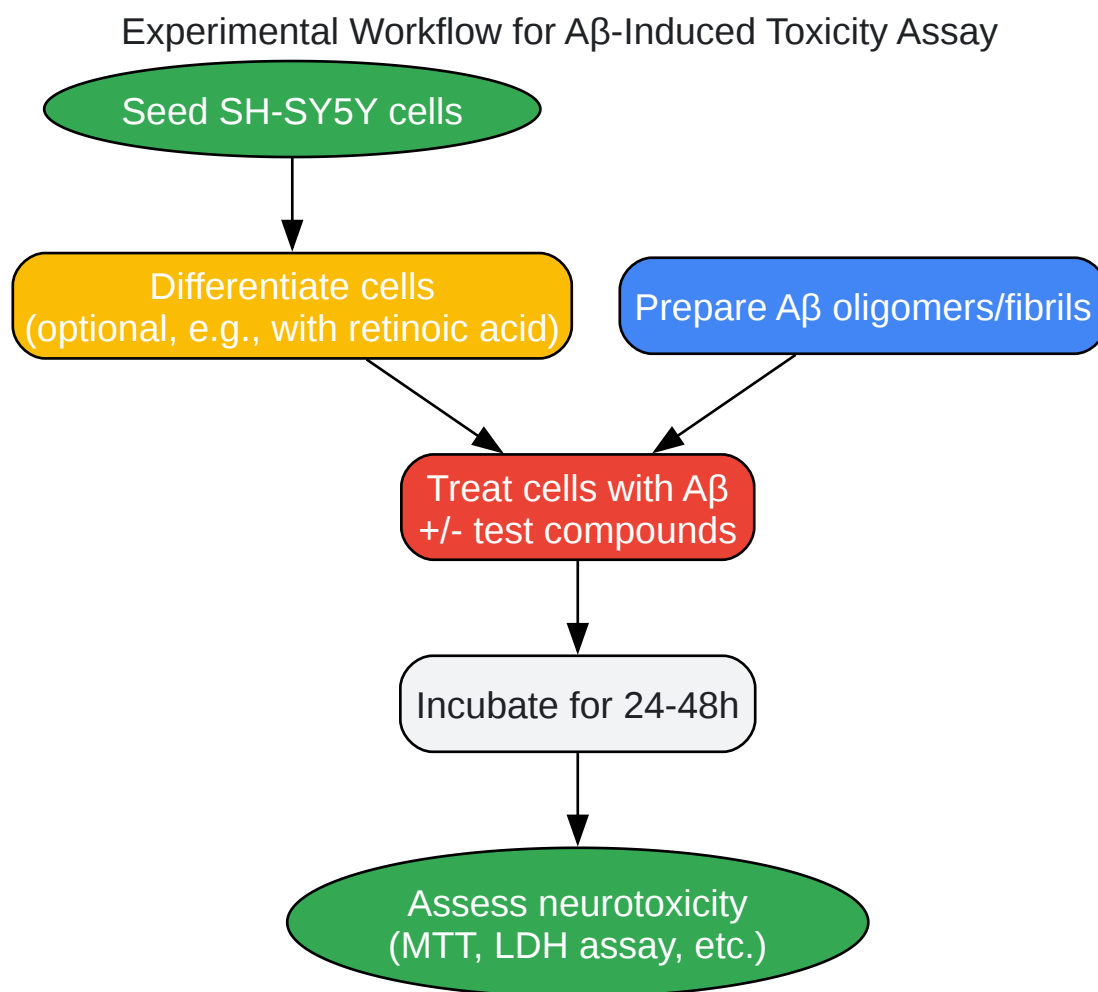 Experimental Workflow for Aβ-Induced Toxicity Assay
Seed SH-SY5Y cells
Differentiate cells
(optional, e.g., with retinoic acid)
Prepare Aβ oligomers/fibrils
Treat cells with Aβ
+/- test compounds
Incubate for 24-48h
Assess neurotoxicity
(MTT, LDH assay, etc.)